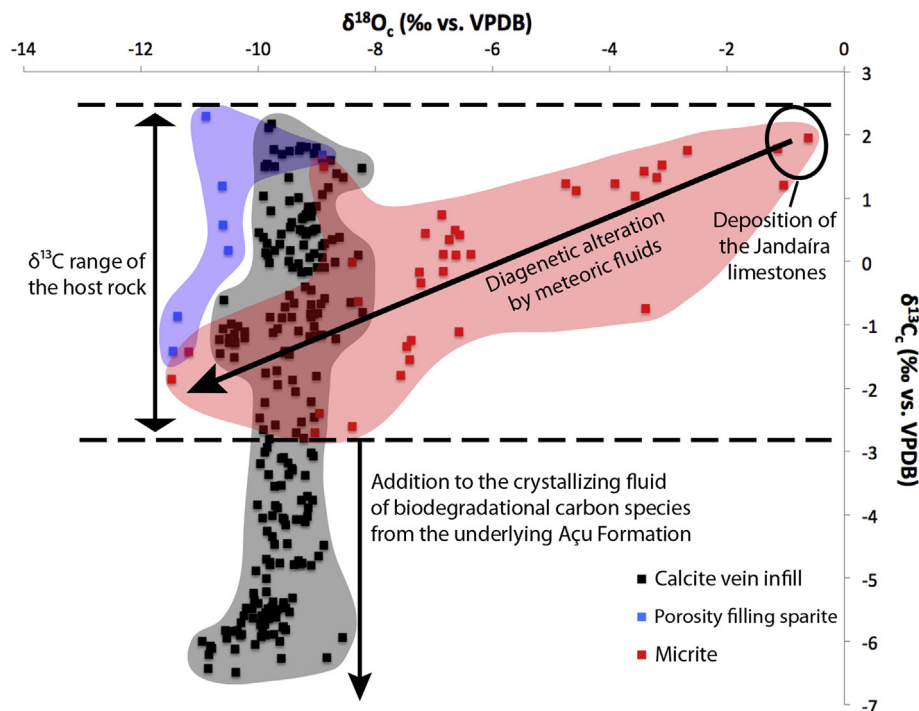 δ18Oc (‰ vs. VPDB)
-14 -12 -10 -8 -6 -4 -2 0
3
2
1
0
-1
-2
-3
-4
-5
-6
-7
δ13Cc (‰ vs. VPDB)
δ13C range of
the host rock
Diagenetic alteration
by meteoric fluids
Deposition of
the Jandaíra
limestones
Addition to the crystallizing fluid
of biodegradational carbon species
from the underlying Açu Formation
Calcite vein infill
Porosity filling sparite
Micrite